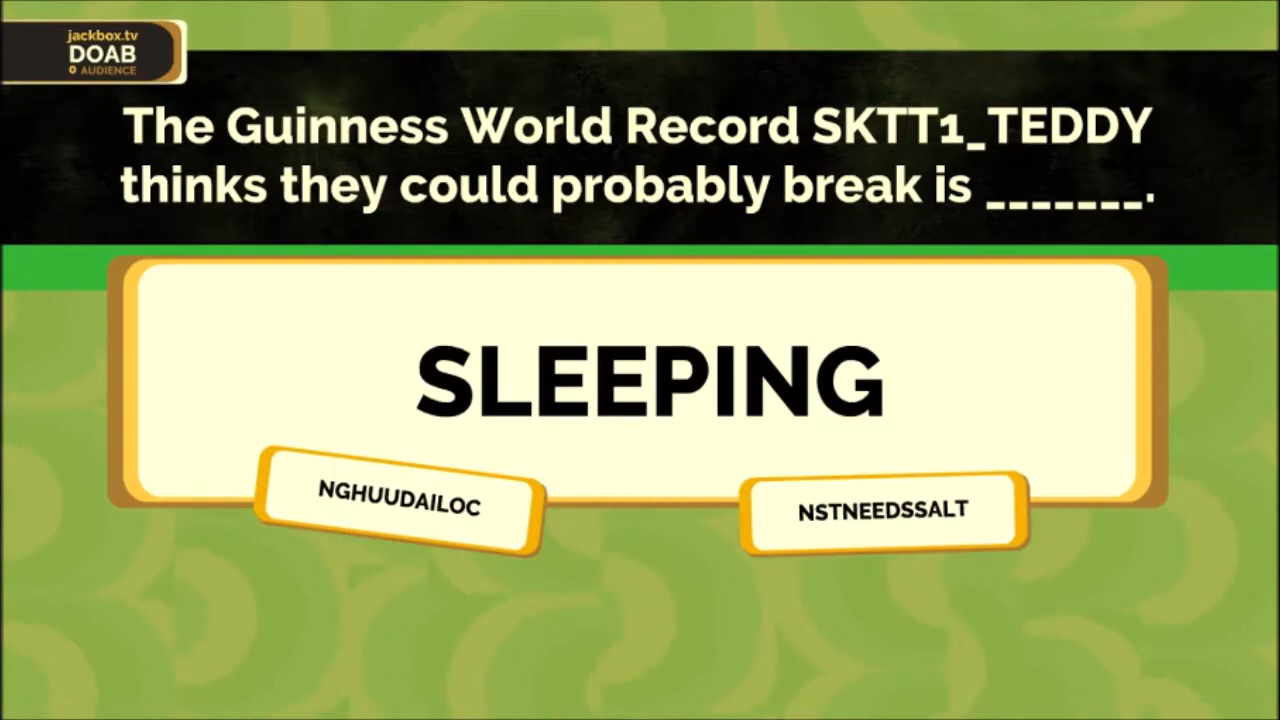 jackbox.tv
DOAB
0 AUDIENCE
The Guinness World Record SKTT1_TEDDY
thinks they could probably break is _______.
SLEEPING
NGHUUDAILOC
NSTNEEDSSALT